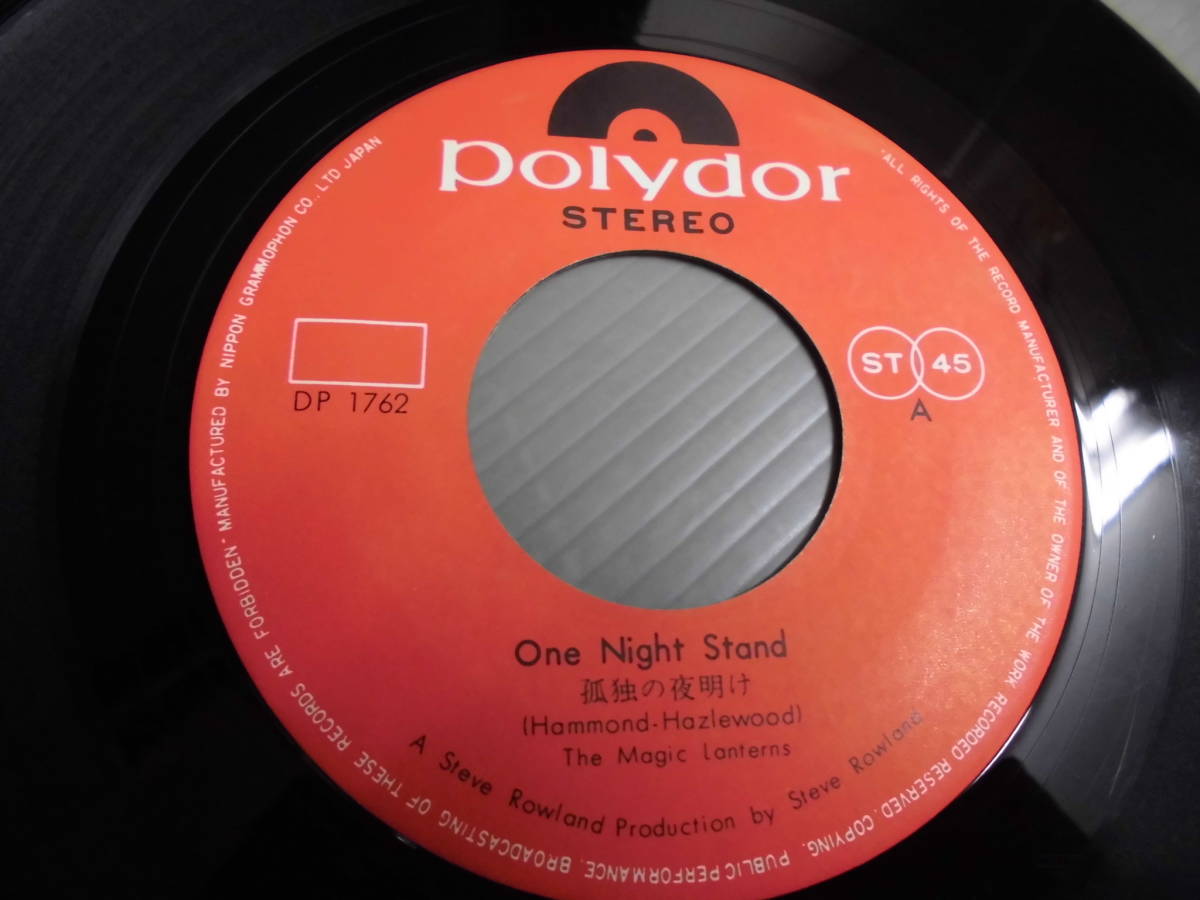 polydor
STEREO
DP 1762
ST 45
A
One Night Stand
孤独の夜明け
(Hammond-Hazlewood)
The Magic Lanterns
A Steve Rowland Production by Steve Rowland
ALL RIGHTS OF THE RECORD MANUFACTURER AND OF THE OWNER OF THE WORK RECORDED RESERVED. COPYING, PUBLIC PERFORMANCE, BROADCASTING OF THESE RECORDS ARE FORBIDDEN · MANUFACTURED BY NIPPON GRAMMOPHON CO., LTD JAPAN